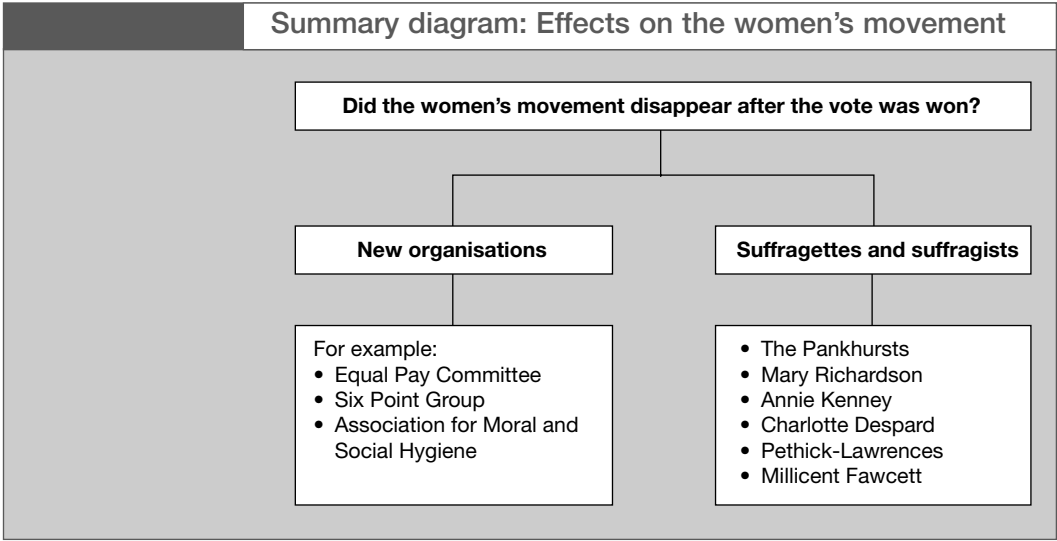 Summary diagram: Effects on the women’s movement
Did the women’s movement disappear after the vote was won?
New organisations
For example:
• Equal Pay Committee
• Six Point Group
• Association for Moral and
Social Hygiene
Suffragettes and suffragists
• The Pankhursts
• Mary Richardson
• Annie Kenney
• Charlotte Despard
• Pethick-Lawrences
• Millicent Fawcett